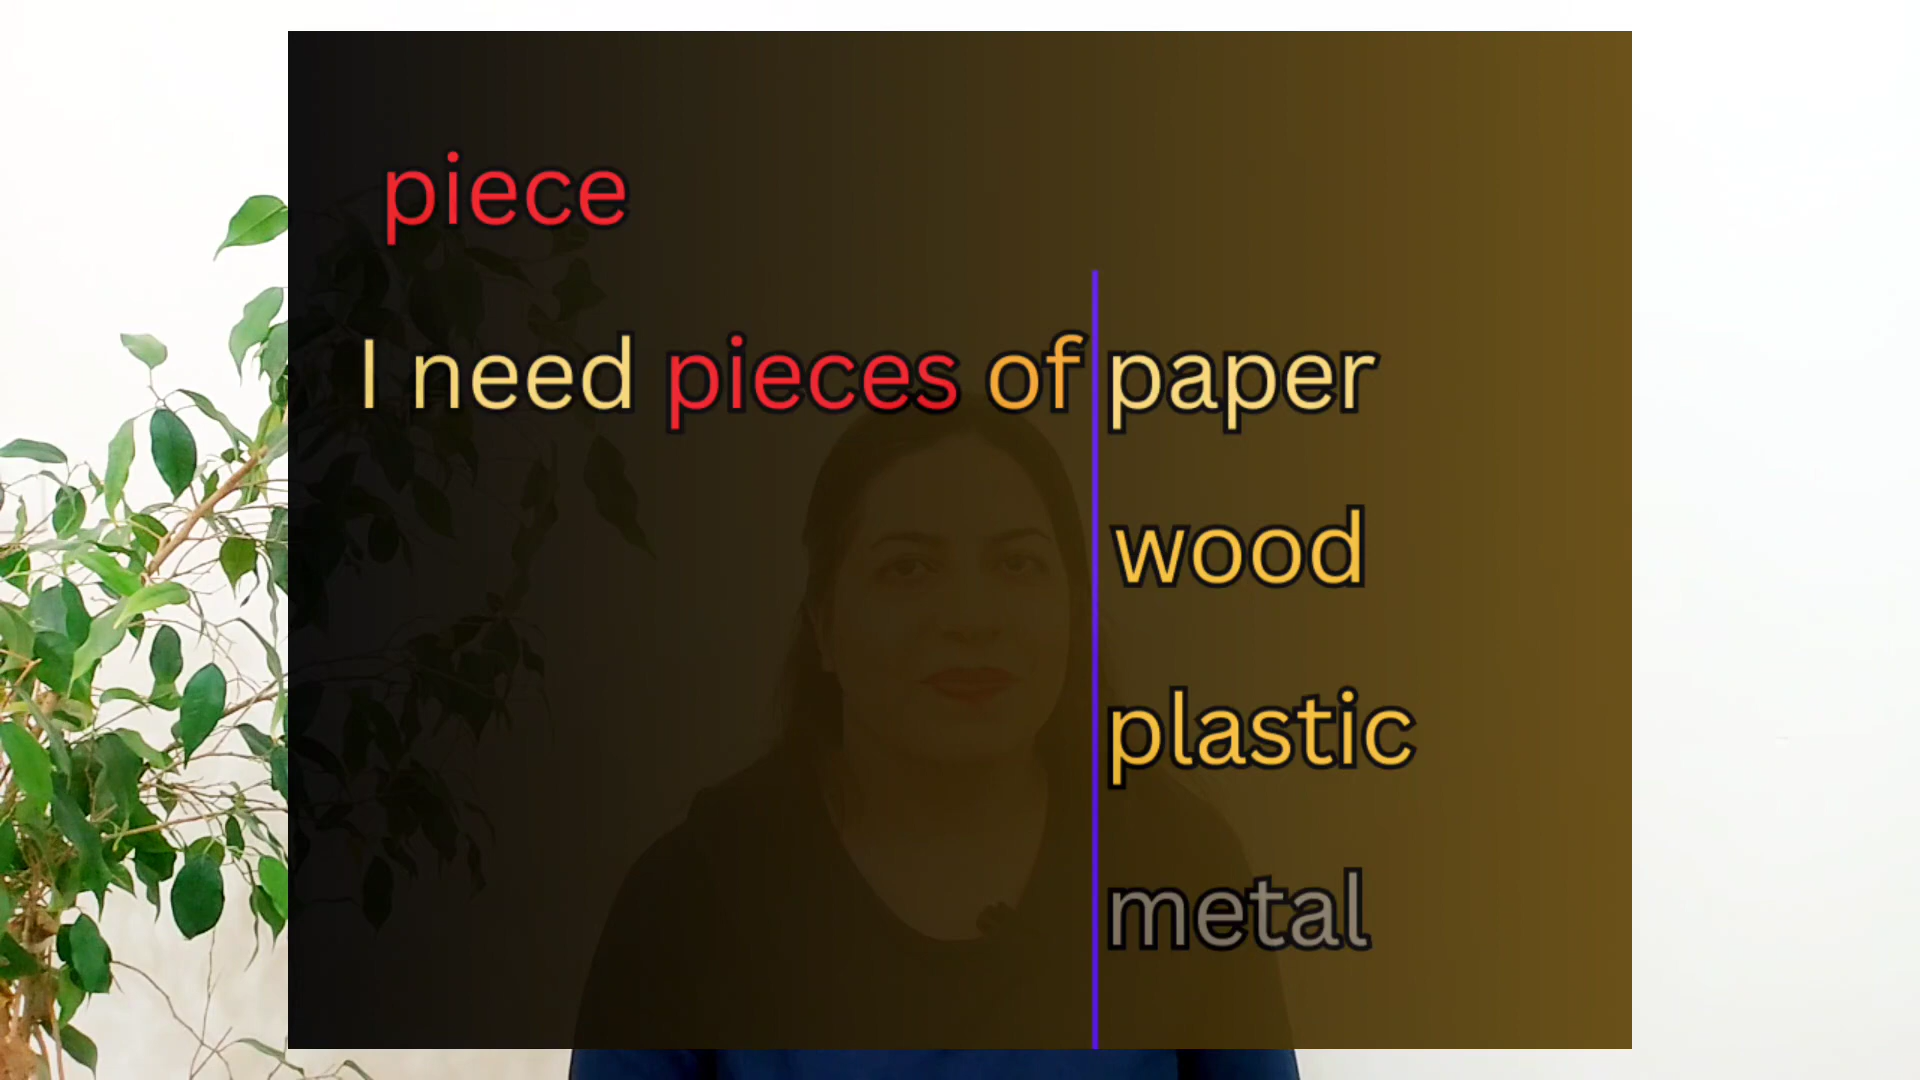 piece
I need pieces of paper
wood
plastic
metal